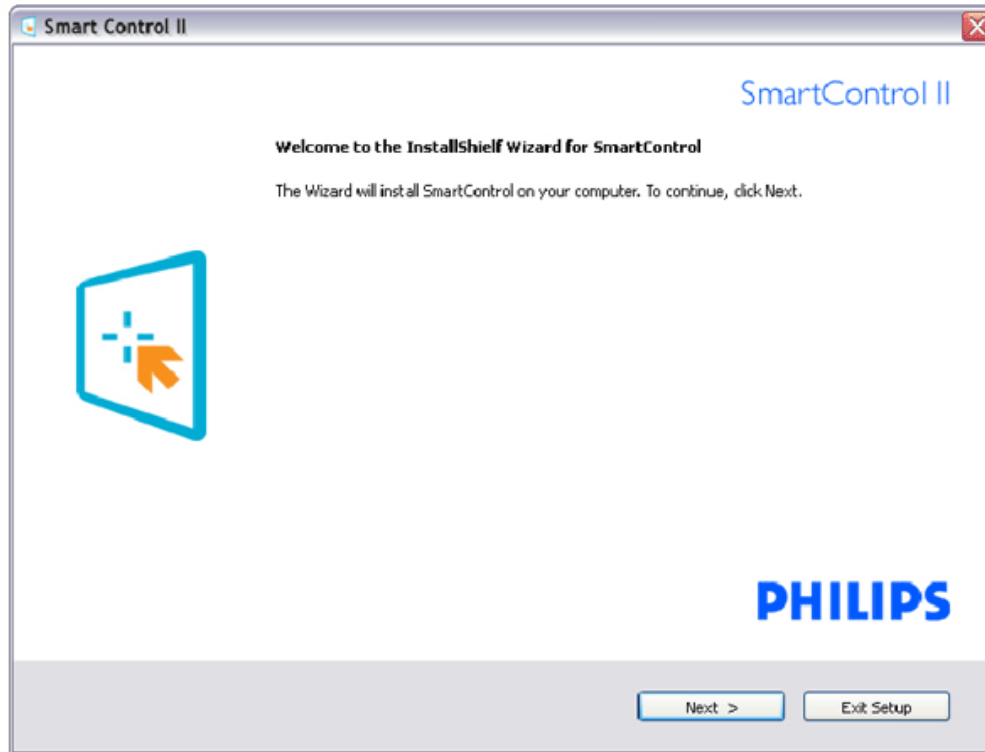 Smart Control II
SmartControl II
Welcome to the InstallShield Wizard for SmartControl
The Wizard will install SmartControl on your computer. To continue, click Next.
PHILIPS
Next >
Exit Setup